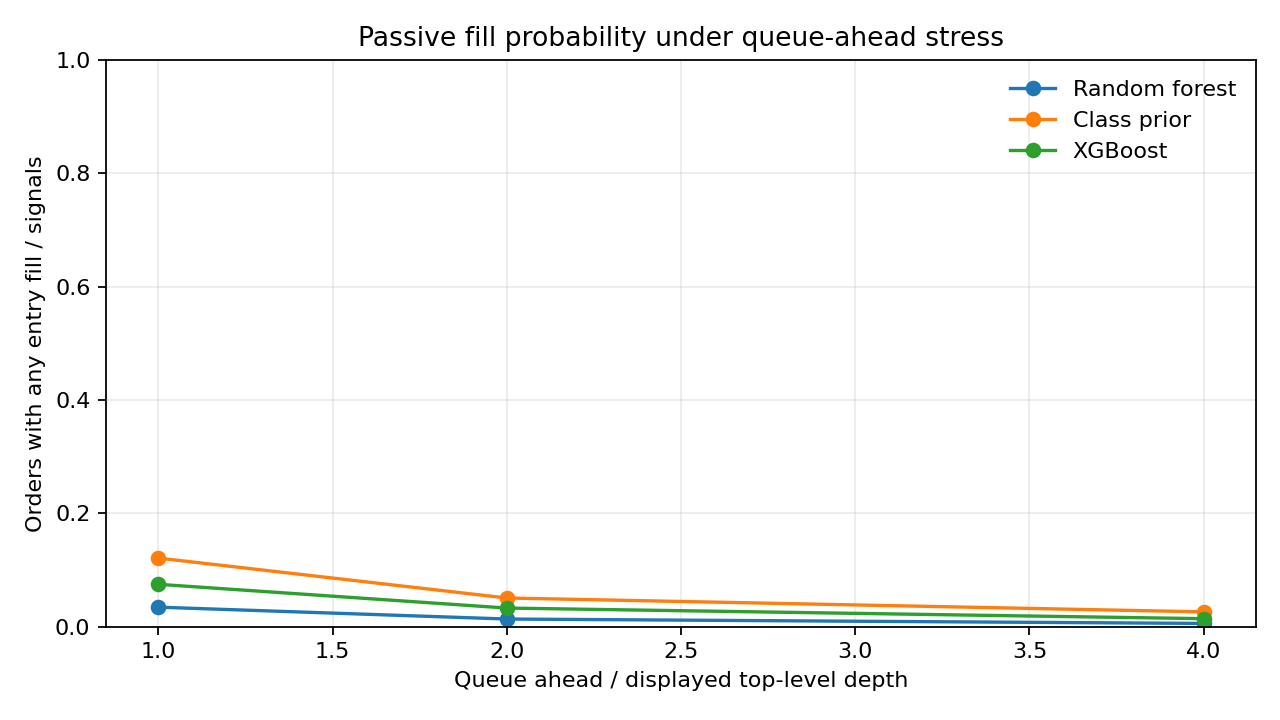 Passive fill probability under queue-ahead stress
1.0
0.8
0.6
0.4
0.2
0.0
Orders with any entry fill / signals
Random forest
Class prior
XGBoost
1.0 1.5 2.0 2.5 3.0 3.5 4.0
Queue ahead / displayed top-level depth